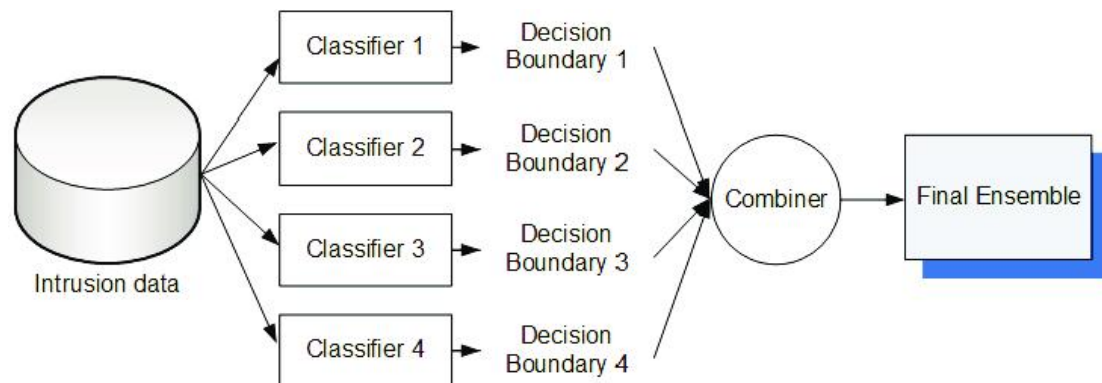 Classifier 1
Decision
Boundary 1
Classifier 2
Decision
Boundary 2
Combiner
Final Ensemble
Classifier 3
Decision
Boundary 3
Intrusion data
Classifier 4
Decision
Boundary 4